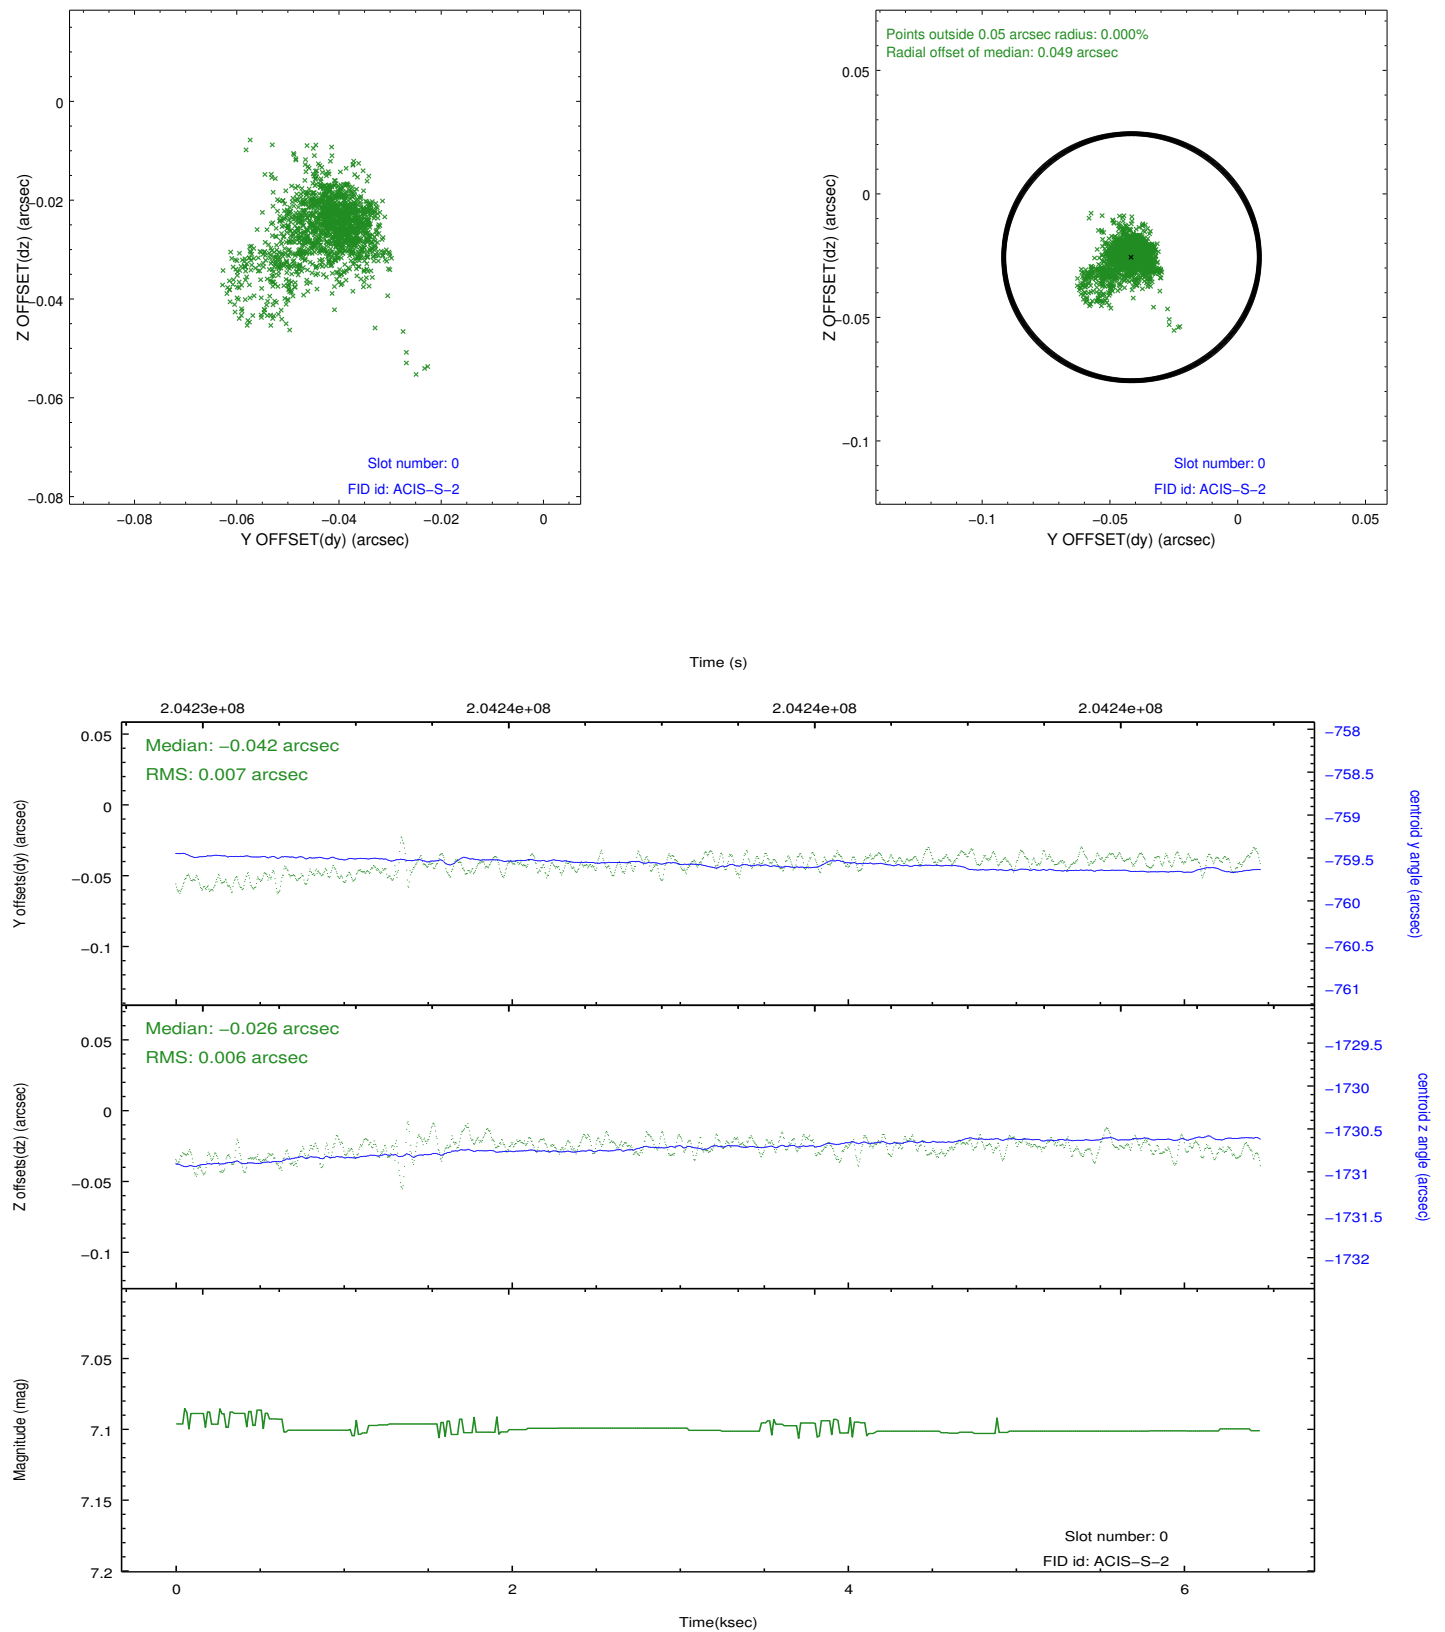 0
−0.02
−0.04
−0.06
−0.08
Z OFFSET(dz) (arcsec)
Slot number: 0
FID id: ACIS−S−2
−0.08
−0.06
−0.04
−0.02
0
Y OFFSET(dy) (arcsec)
Points outside 0.05 arcsec radius: 0.000%
Radial offset of median: 0.049 arcsec
0.05
0
−0.05
−0.1
Z OFFSET(dz) (arcsec)
Slot number: 0
FID id: ACIS−S−2
−0.1
−0.05
0
0.05
Y OFFSET(dy) (arcsec)
Time (s)
2.0423e+08
2.0424e+08
2.0424e+08
2.0424e+08
Median: −0.042 arcsec
RMS: 0.007 arcsec
0.05
0
−0.05
−0.1
Y offsets(dy) (arcsec)
−758
−758.5
−759
−759.5
−760
−760.5
−761
centroid y angle (arcsec)
Median: −0.026 arcsec
RMS: 0.006 arcsec
0.05
0
−0.05
−0.1
Z offsets(dz) (arcsec)
−1729.5
−1730
−1730.5
−1731
−1731.5
−1732
centroid z angle (arcsec)
7.05
7.1
7.15
7.2
Magnitude (mag)
Slot number: 0
FID id: ACIS−S−2
0
2
4
6
Time(ksec)